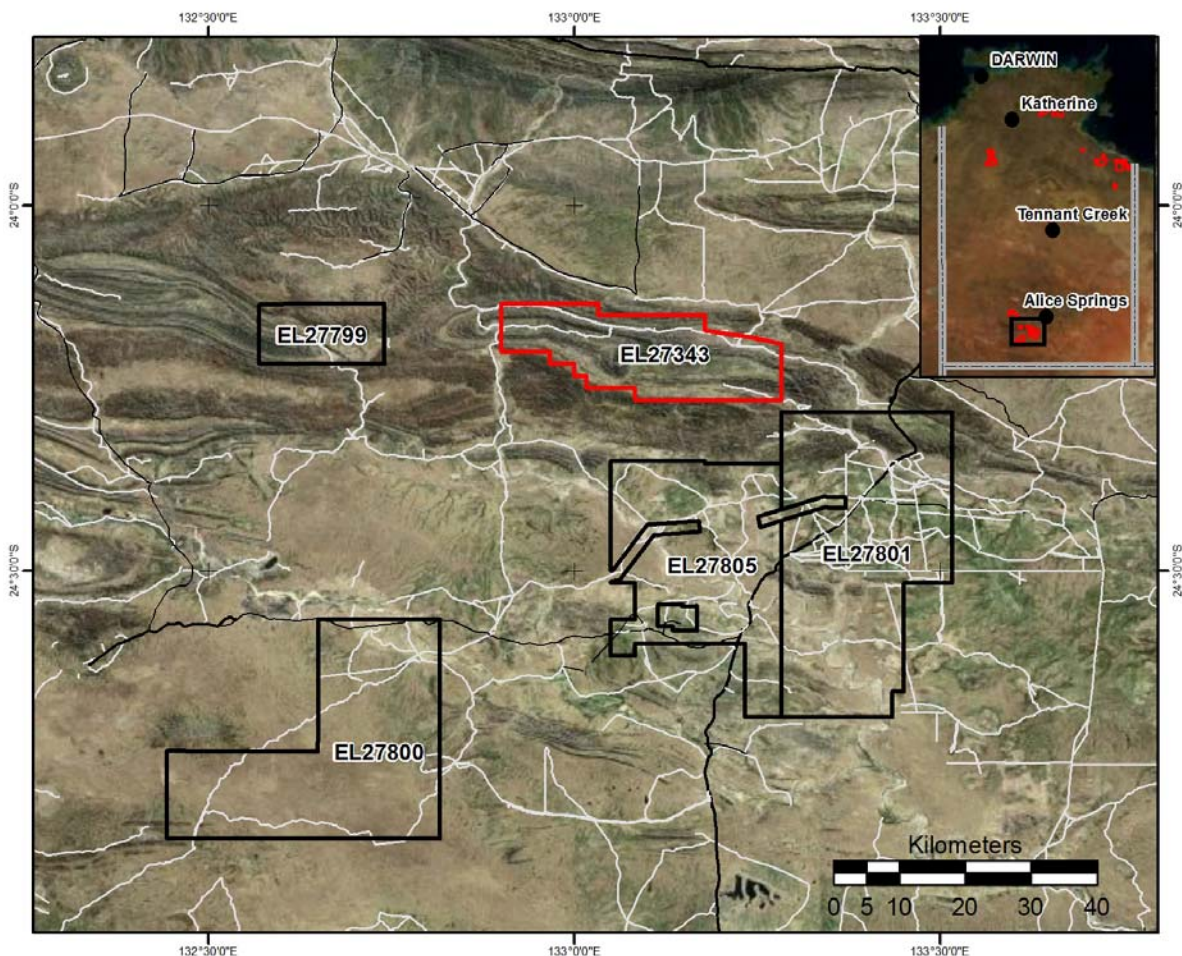 132°30'0"E
133°0'0"E
133°30'0"E
DARWIN
Katherine
24°0'0"S
24°0'0"S
Tennant Creek
Alice Springs
EL27799
EL27343
24°30'0"S
24°30'0"S
EL27805
EL27801
EL27800
Kilometers
0 5 10 20 30 40
132°30'0"E
133°0'0"E
133°30'0"E